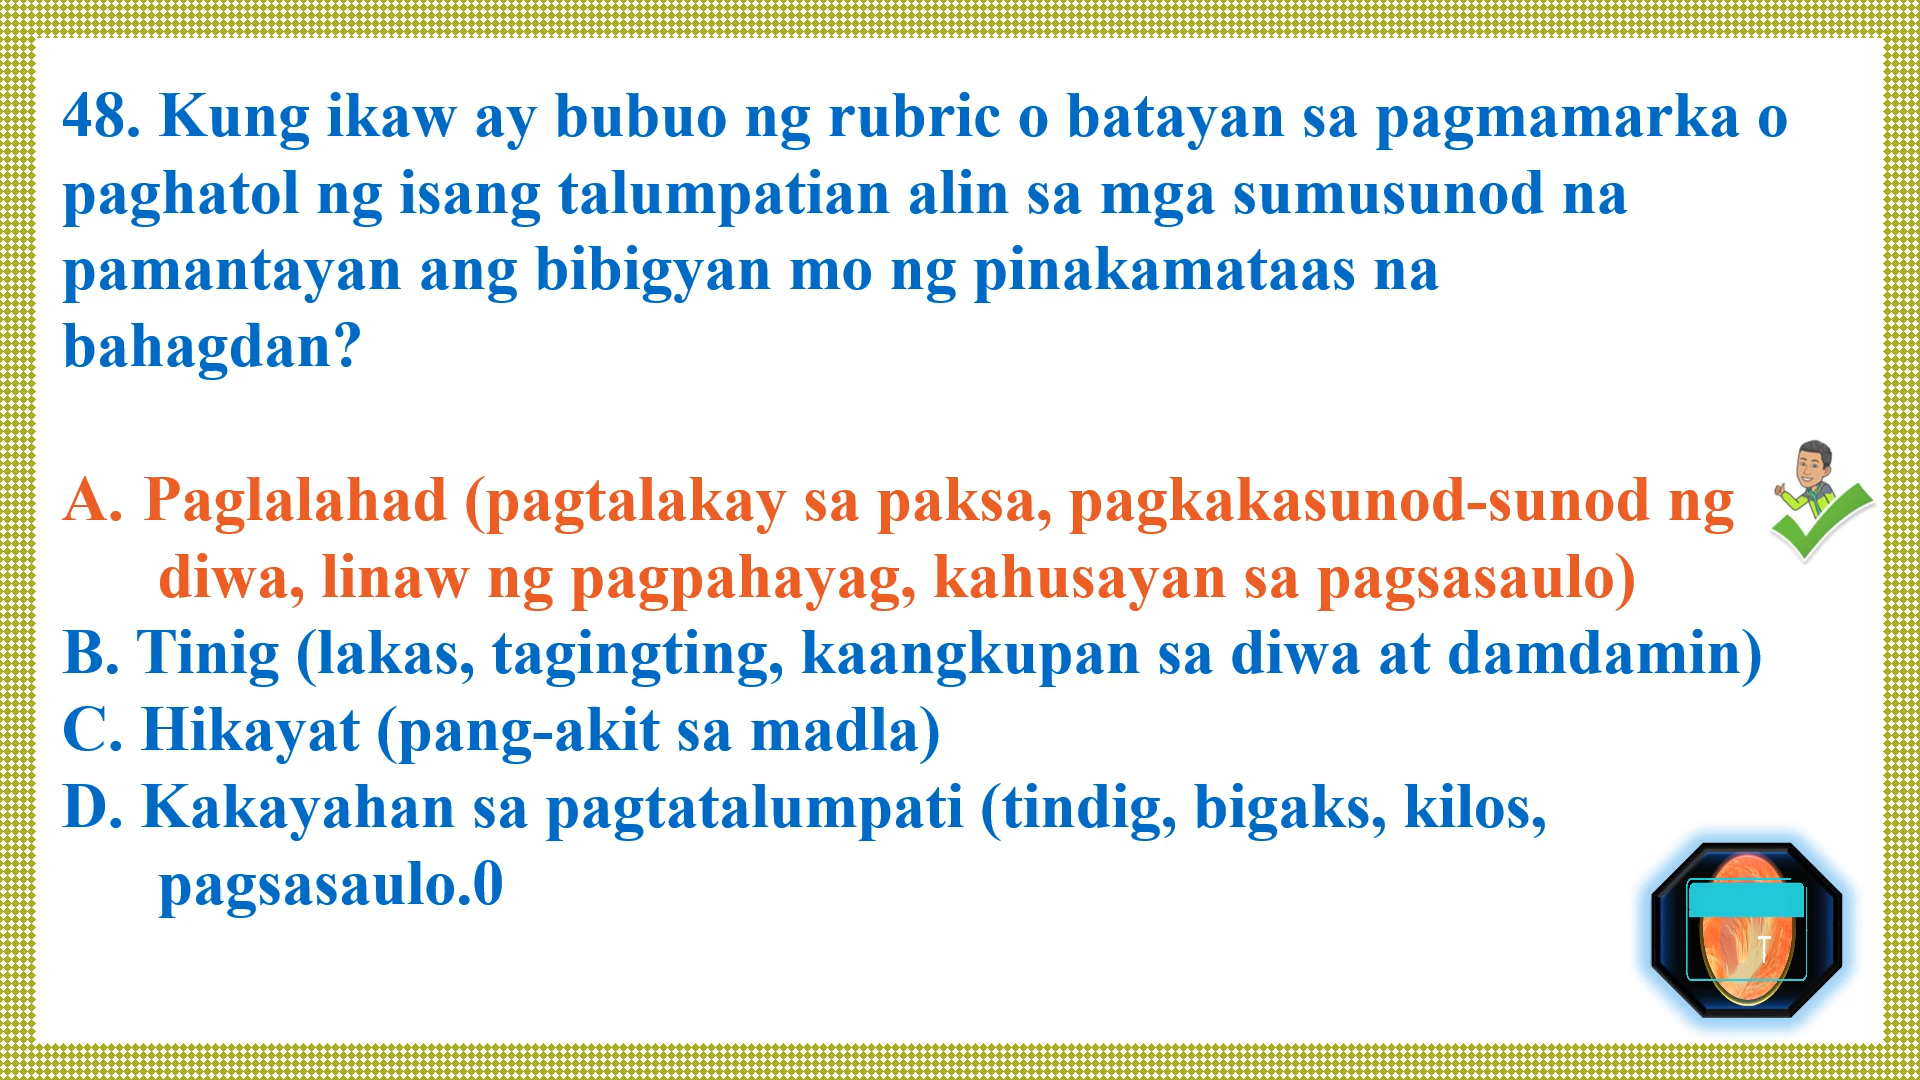 48. Kung ikaw ay bubuo ng rubric o batayan sa pagmamarka o
paghatol ng isang talumpatian alin sa mga sumusunod na
pamantayan ang bibigyan mo ng pinakamataas na
bahagdan?
A. Paglalahad (pagtalakay sa paksa, pagkakasunod-sunod ng
diwa, linaw ng pagpahayag, kahusayan sa pagsasaulo)
B. Tinig (lakas, tagingting, kaangkupan sa diwa at damdamin)
C. Hikayat (pang-akit sa madla)
D. Kakayahan sa pagtatalumpati (tindig, bigaks, kilos,
pagsasaulo.0
T